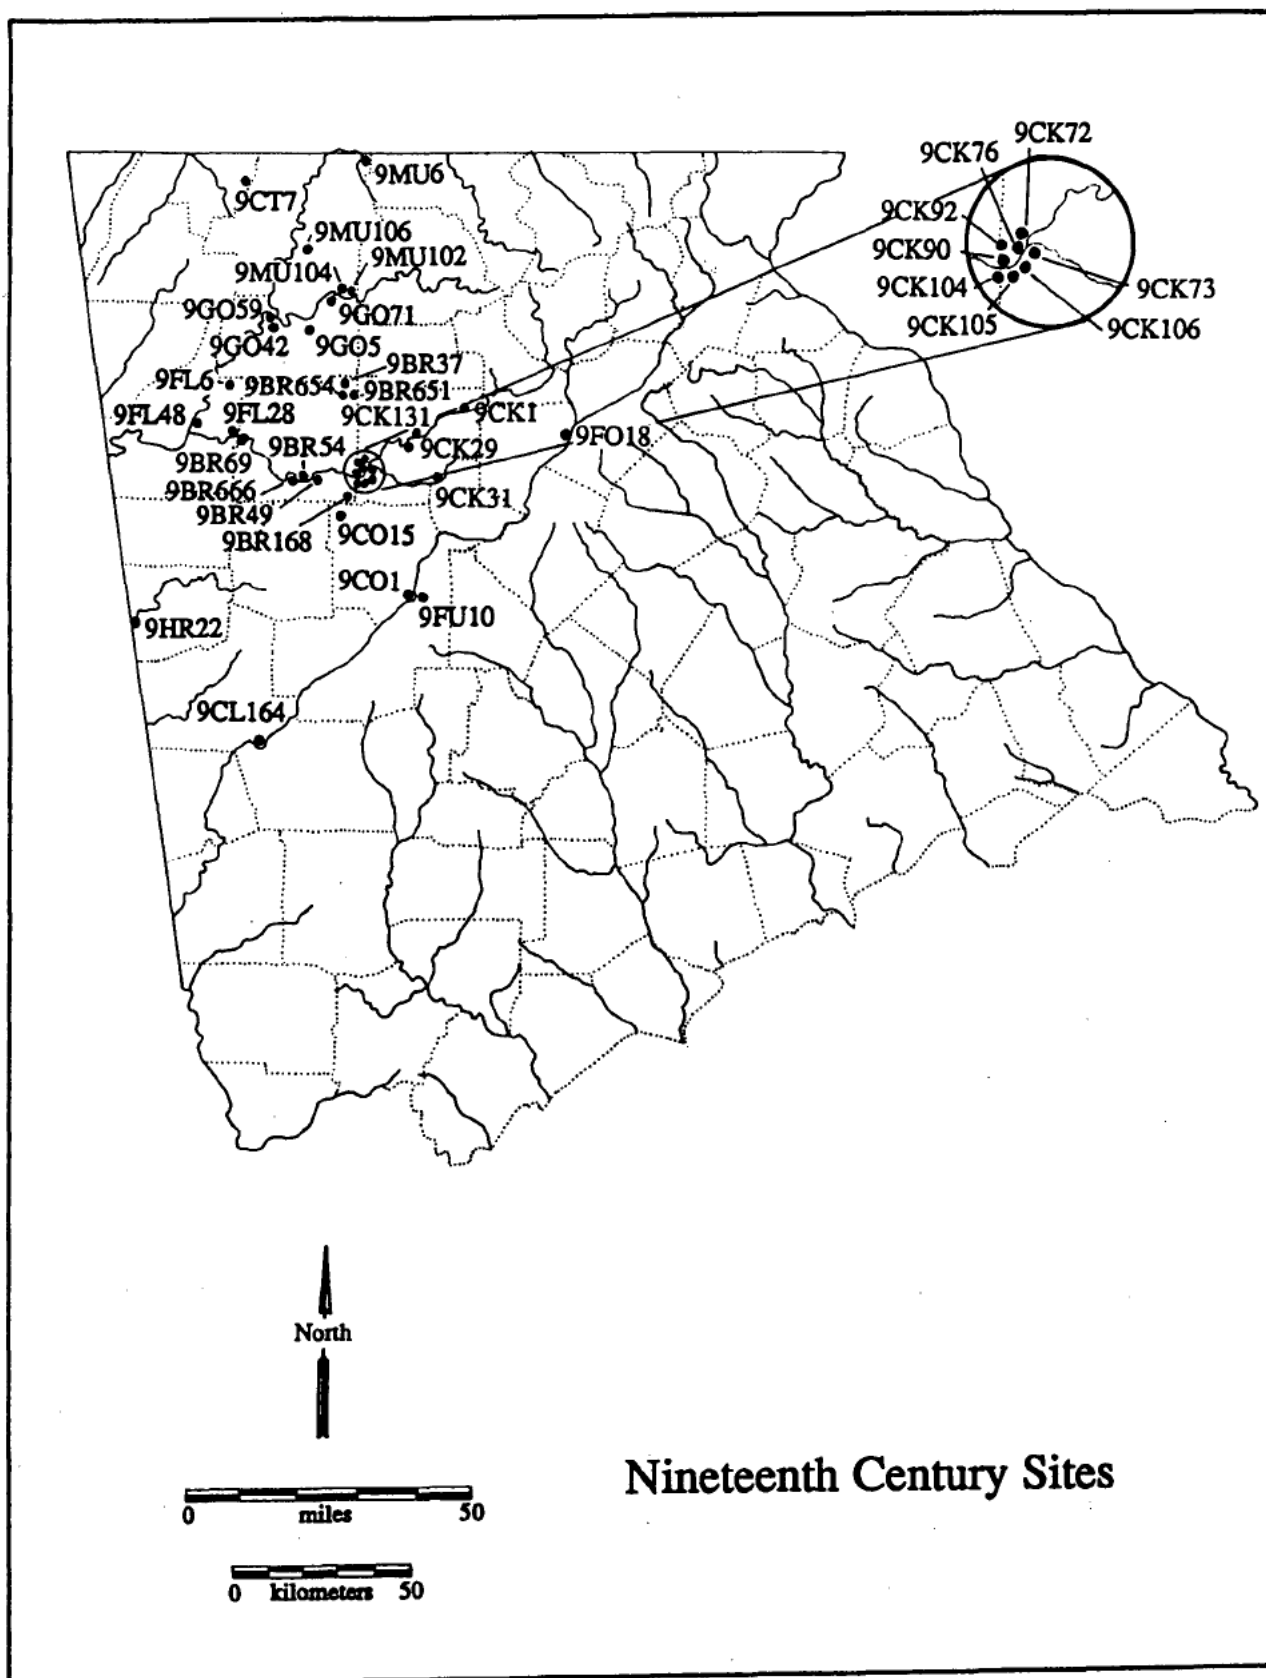 9CK72
9CK76
9MU6
9CT7
9CK92
9MU106
9MU102
9CK90
9MU104
9CK104
9CK73
9GO59
9GO71
9CK105
9CK106
9GO42
9GO5
9BR37
9FL6
9BR654
9BR651
9FL48
9FL28
9CK131
9CK1
9FO18
9BR54
9CK29
9BR69
9BR666
9CK31
9BR49
9BR168
9CO15
9CO1
9FU10
9HR22
9CL164
North
Nineteenth Century Sites
0 miles 50
0 kilometers 50